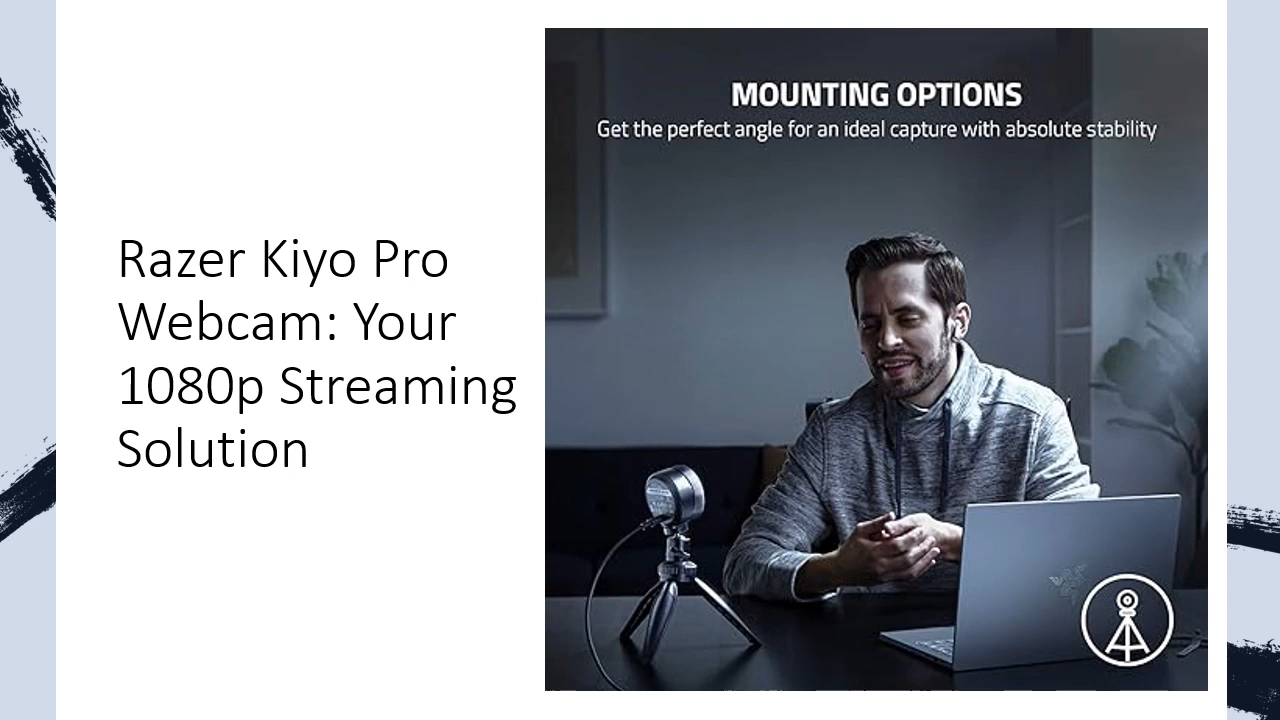 Razer Kiyo Pro
Webcam: Your
1080p Streaming
Solution
MOUNTING OPTIONS
Get the perfect angle for an ideal capture with absolute stability